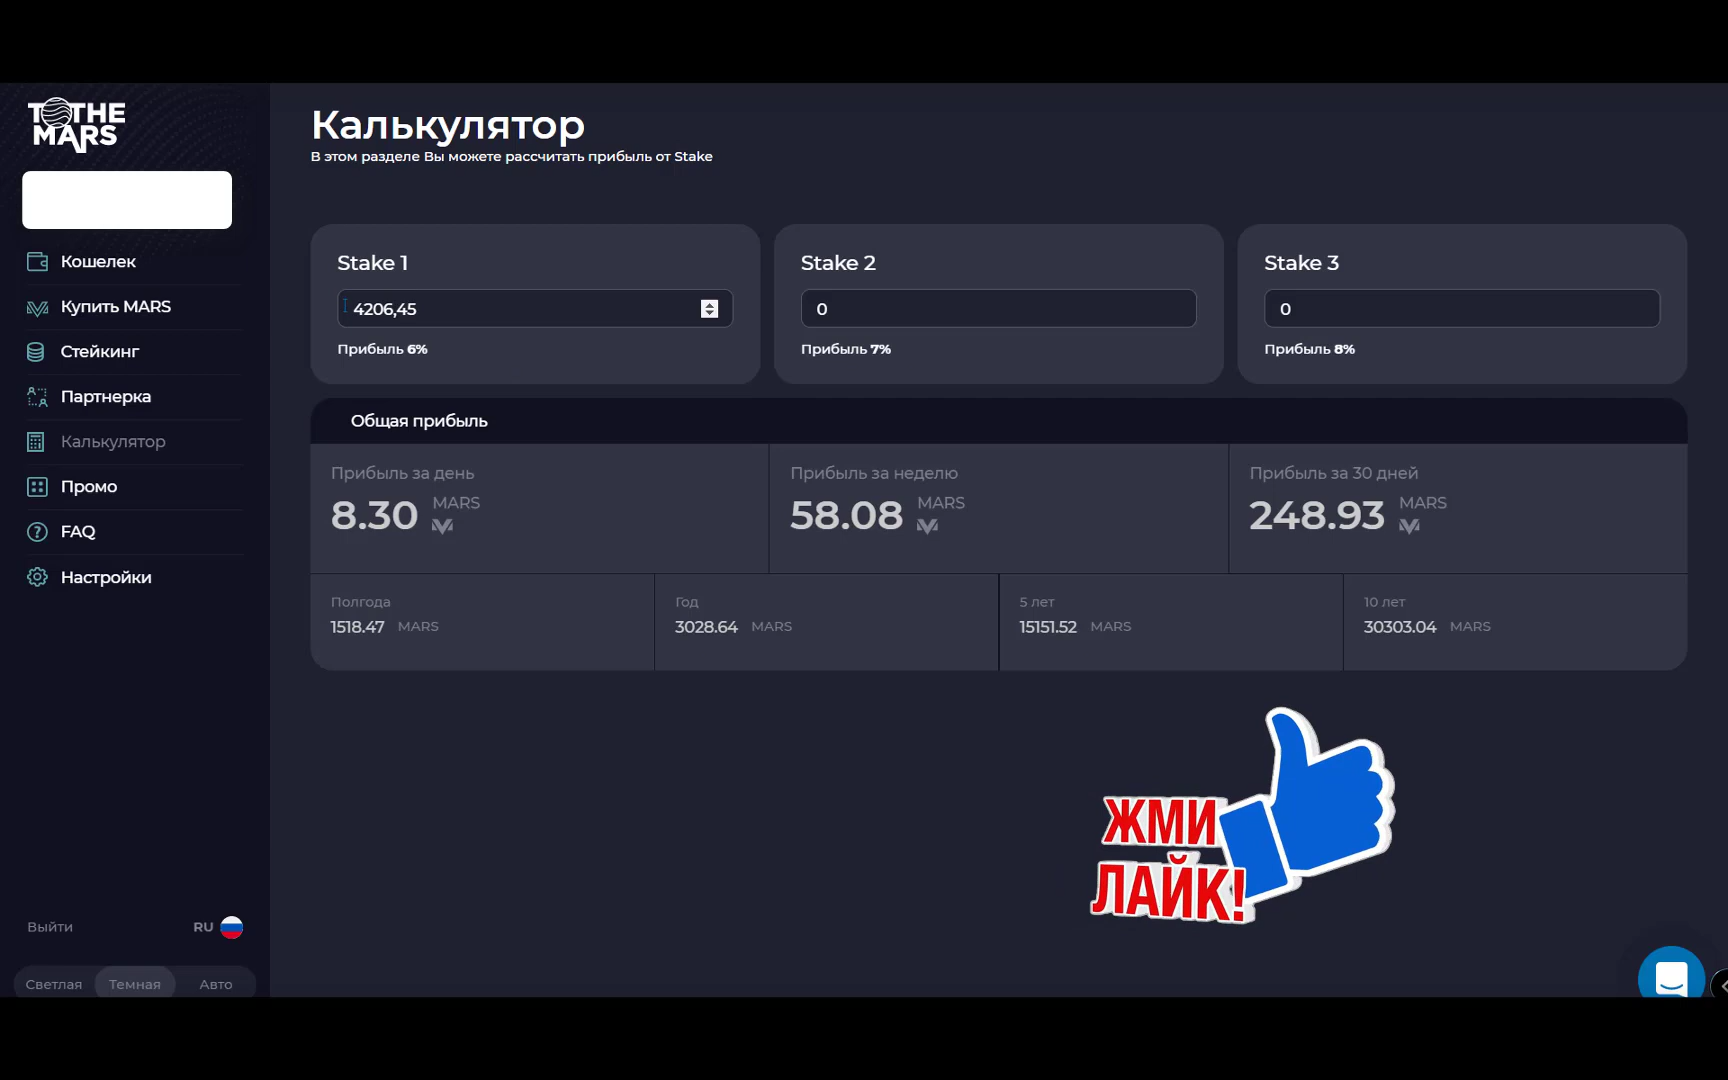 TOTHE
MARS
Кошелек
Купить MARS
Стейкинг
Партнерка
Калькулятор
Промо
FAQ
Настройки
Выйти
RU
Светлая
Темная
Авто
Калькулятор
В этом разделе Вы можете рассчитать прибыль от Stake
Stake 1
4206,45
Прибыль 6%
Stake 2
0
Прибыль 7%
Stake 3
0
Прибыль 8%
Общая прибыль
Прибыль за день
8.30 MARS
Прибыль за неделю
58.08 MARS
Прибыль за 30 дней
248.93 MARS
Полгода
1518.47 MARS
Год
3028.64 MARS
5 лет
15151.52 MARS
10 лет
30303.04 MARS
ЖМИ
ЛАЙК!